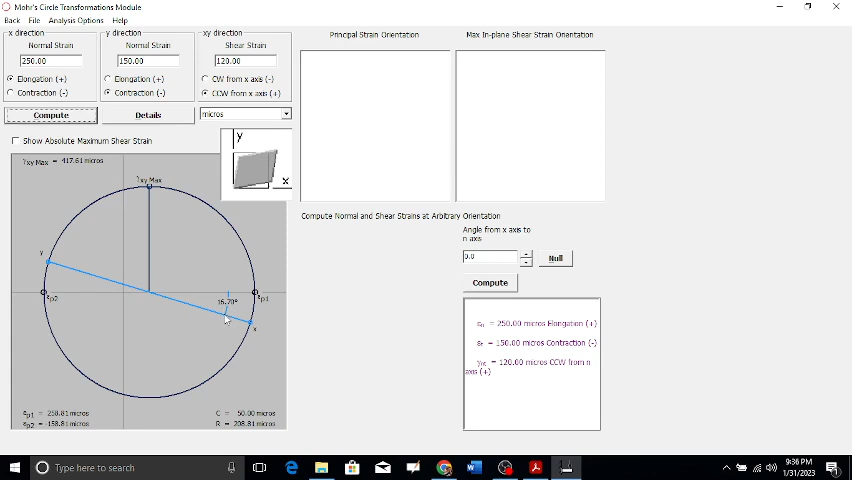 Mohr's Circle Transformations Module
Back File Analysis Options Help
x direction
Normal Strain
250.00
Elongation (+)
Contraction (-)
y direction
Normal Strain
150.00
Elongation (+)
Contraction (-)
xy direction
Shear Strain
120.00
CW from x axis (-)
CCW from x axis (+)
Compute
Details
micros
Show Absolute Maximum Shear Strain
y
x
γxy Max = 417.61 micros
γxy Max
y
16.70°
εp2
εp1
x
εp1 = 258.81 micros
εp2 = -158.81 micros
C = 50.00 micros
R = 208.81 micros
Principal Strain Orientation
Max In-plane Shear Strain Orientation
Compute Normal and Shear Strains at Arbitrary Orientation
Angle from x axis to
n axis
0.0
Null
Compute
εn = 250.00 micros Elongation (+)
εt = 150.00 micros Contraction (-)
γnt = 120.00 micros CCW from n
axis (+)
Type here to search
9:36 PM
1/31/2023